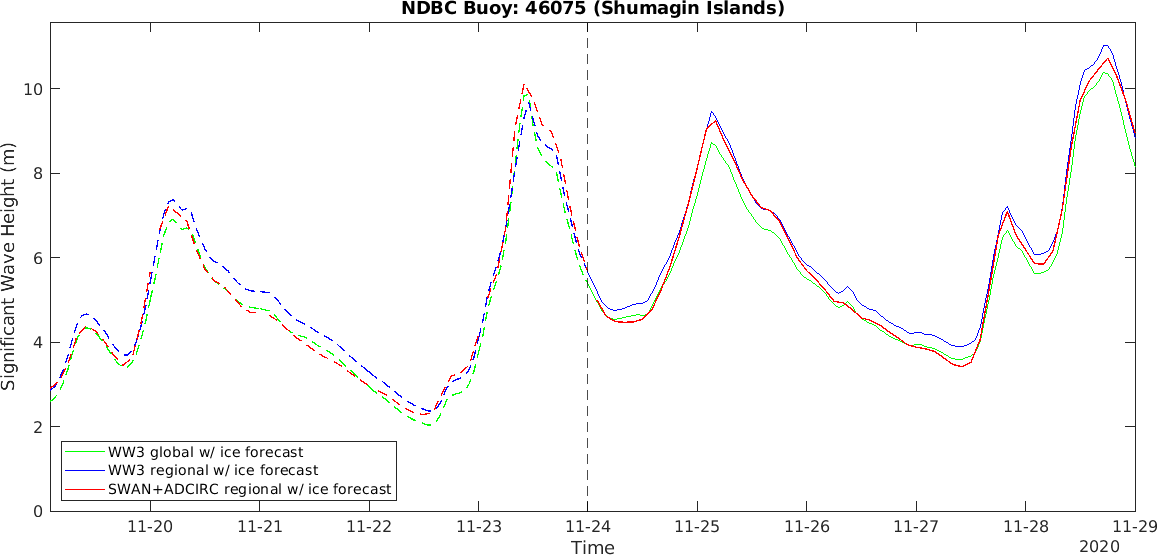 NDBC Buoy: 46075 (Shumagin Islands)
Significant Wave Height (m)
10
8
6
4
2
0
WW3 global w/ ice forecast
WW3 regional w/ ice forecast
SWAN+ADCIRC regional w/ ice forecast
11-20 11-21 11-22 11-23 11-24 11-25 11-26 11-27 11-28 11-29
Time
2020